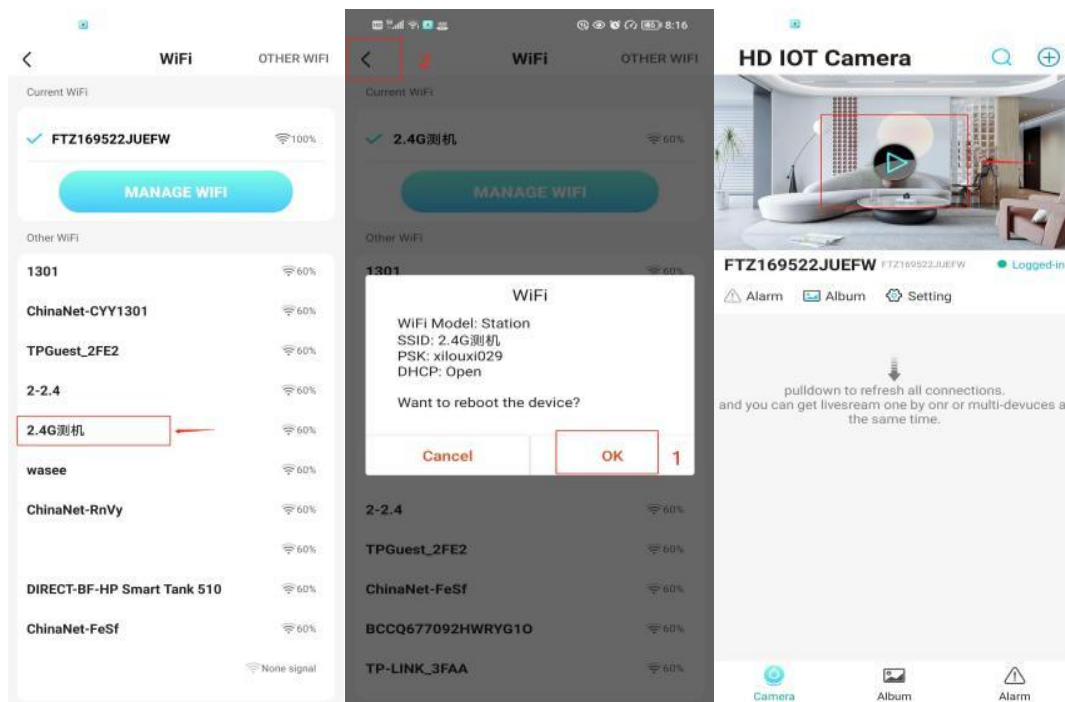 WiFi
OTHER WIFI
Current WiFi
FTZ169522JUEFW
100%
MANAGE WIFI
Other WiFi
1301
60%
ChinaNet-CYY1301
60%
TPGuest_2FE2
60%
2-2.4
60%
2.4G测机
60%
wasee
60%
ChinaNet-RnVy
60%
60%
DIRECT-BF-HP Smart Tank 510
60%
ChinaNet-FeSf
60%
None signal
8:16
2
WiFi
OTHER WIFI
Current WiFi
2.4G测机
60%
MANAGE WIFI
Other WiFi
1301
60%
WiFi
WiFi Model: Station
SSID: 2.4G测机
PSK: xilouxi029
DHCP: Open
Want to reboot the device?
Cancel
OK
1
2-2.4
60%
TPGuest_2FE2
60%
ChinaNet-FeSf
60%
BCCQ677092HWRYG1O
60%
TP-LINK_3FAA
60%
HD IOT Camera
FTZ169522JUEFW
FTZ169522JUEFW
Logged-in
Alarm
Album
Setting
pulldown to refresh all connections.
and you can get livesream one by onr or multi-devuces a
the same time.
Camera
Album
Alarm